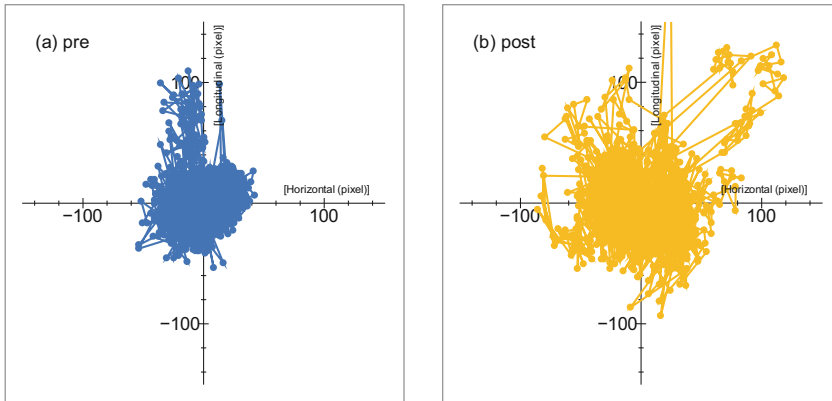 (a) pre
[Longitudinal (pixel)]
100
[Horizontal (pixel)]
−100
100
−100
(b) post
[Longitudinal (pixel)]
100
[Horizontal (pixel)]
−100
100
−100